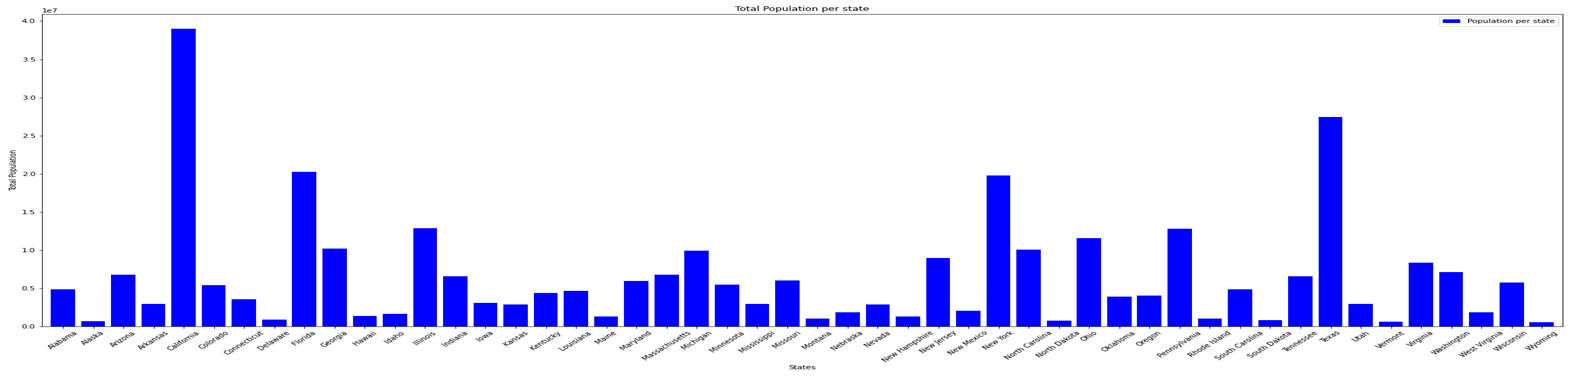 Total Population per state
1e7
Population per state
4.0
3.5
3.0
2.5
2.0
1.5
1.0
0.5
0.0
Total Population
Alabama
Alaska
Arizona
Arkansas
California
Colorado
Connecticut
Delaware
Florida
Georgia
Hawaii
Idaho
Illinois
Indiana
Iowa
Kansas
Kentucky
Louisiana
Maine
Maryland
Massachusetts
Michigan
Minnesota
Mississippi
Missouri
Montana
Nebraska
Nevada
New Hampshire
New Jersey
New Mexico
New York
North Carolina
North Dakota
Ohio
Oklahoma
Oregon
Pennsylvania
Rhode Island
South Carolina
South Dakota
Tennessee
Texas
Utah
Vermont
Virginia
Washington
West Virginia
Wisconsin
Wyoming
States